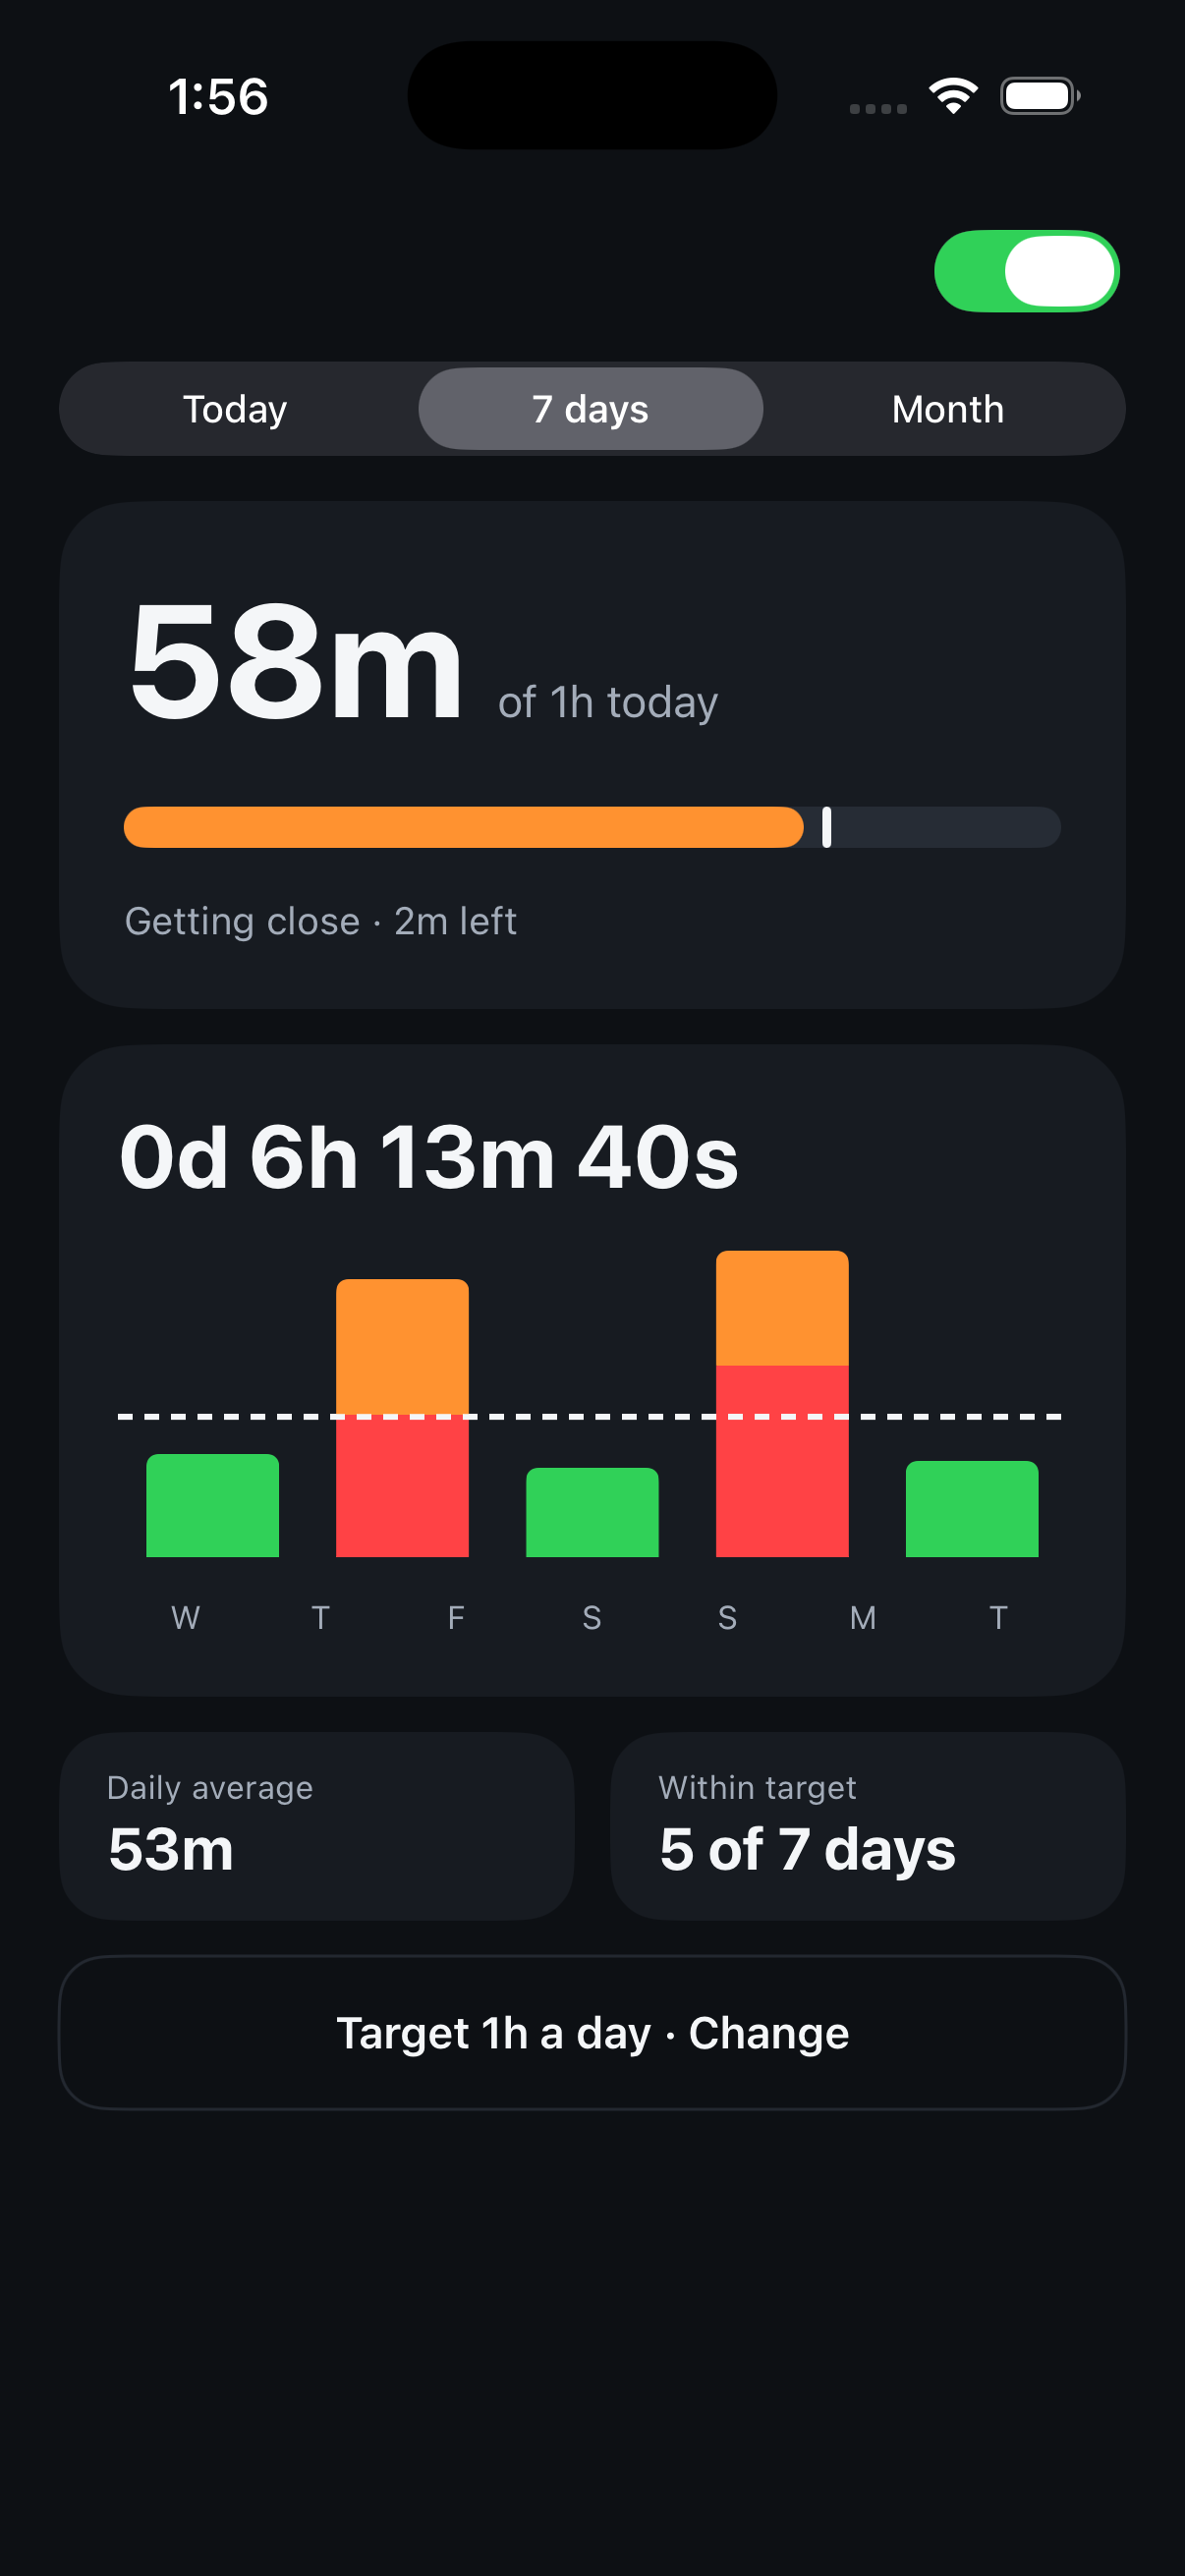 1:56
Today 7 days Month
58m of 1h today
Getting close · 2m left
0d 6h 13m 40s
W T F S S M T
Daily average
53m
Within target
5 of 7 days
Target 1h a day · Change